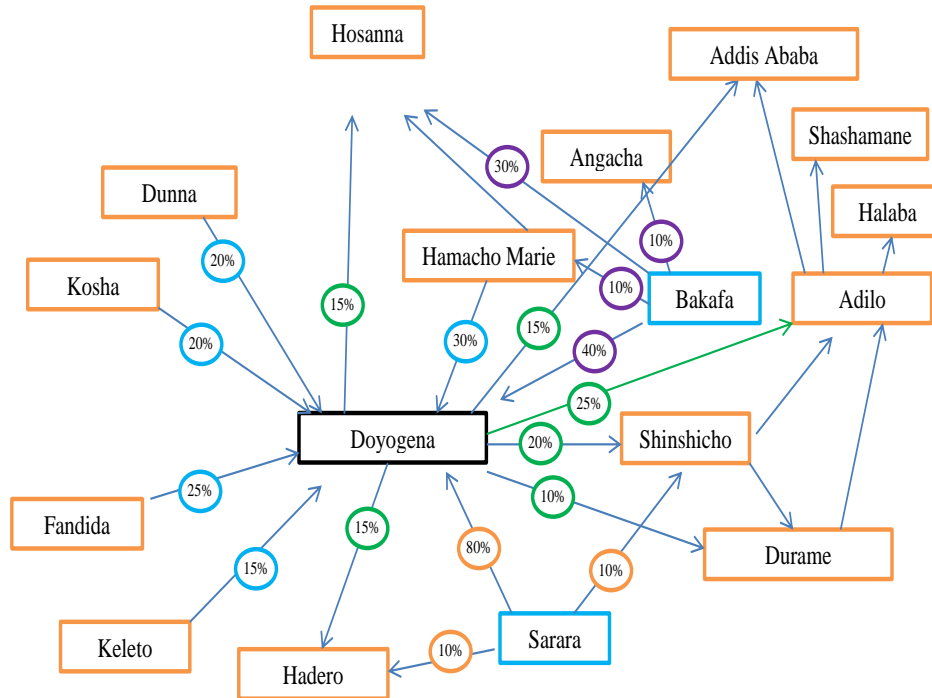 Hosanna
Addis Ababa
Shashamane
Angacha
30%
Dunna
Halaba
Hamacho Marie
10%
20%
Kosha
10%
Bakafa
Adilo
15%
15%
20%
30%
40%
25%
Doyogena
20%
Shinshicho
25%
10%
Fandida
15%
80%
Durame
15%
10%
Keleto
Sarara
10%
Hadero